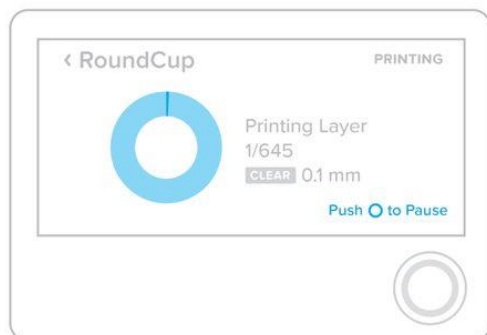 < RoundCup
PRINTING
Printing Layer
1/645
CLEAR 0.1 mm
Push O to Pause